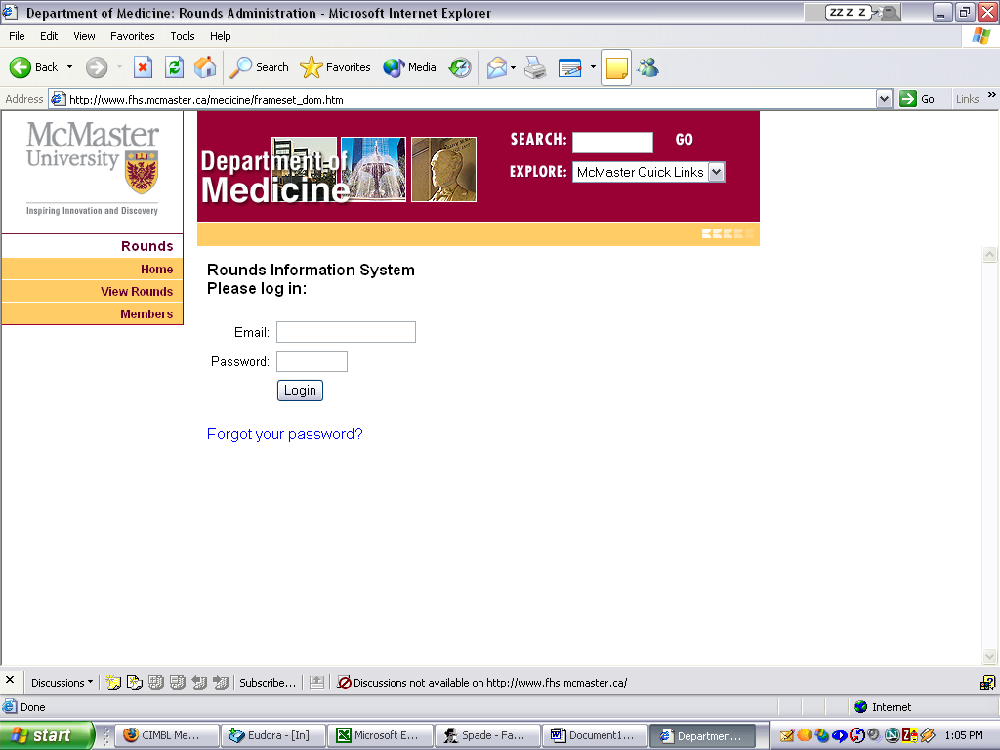 Department of Medicine: Rounds Administration - Microsoft Internet Explorer
zz z z
File Edit View Favorites Tools Help
Back Search Favorites Media
Address http://www.fhs.mcmaster.ca/medicine/frameset_dom.htm Go Links »
McMaster
University
Inspiring Innovation and Discovery
Department of
Medicine
SEARCH: GO
EXPLORE: McMaster Quick Links
Rounds
Home
View Rounds
Members
Rounds Information System
Please log in:
Email:
Password:
Login
Forgot your password?
Discussions Subscribe... Discussions not available on http://www.fhs.mcmaster.ca/
Done Internet
start CIMBL Me... Eudora - [In] Microsoft E... Spade - Fa... Document1... Departmen... 1:05 PM